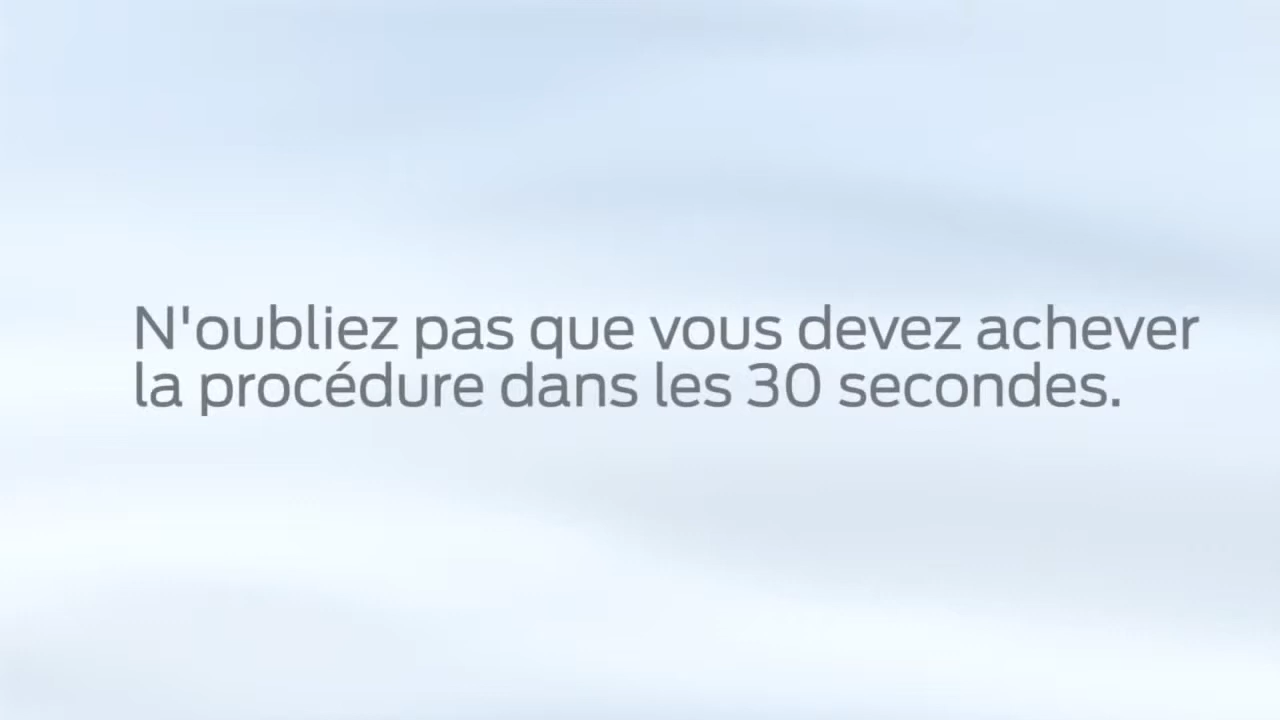 N'oubliez pas que vous devez achever
la procédure dans les 30 secondes.